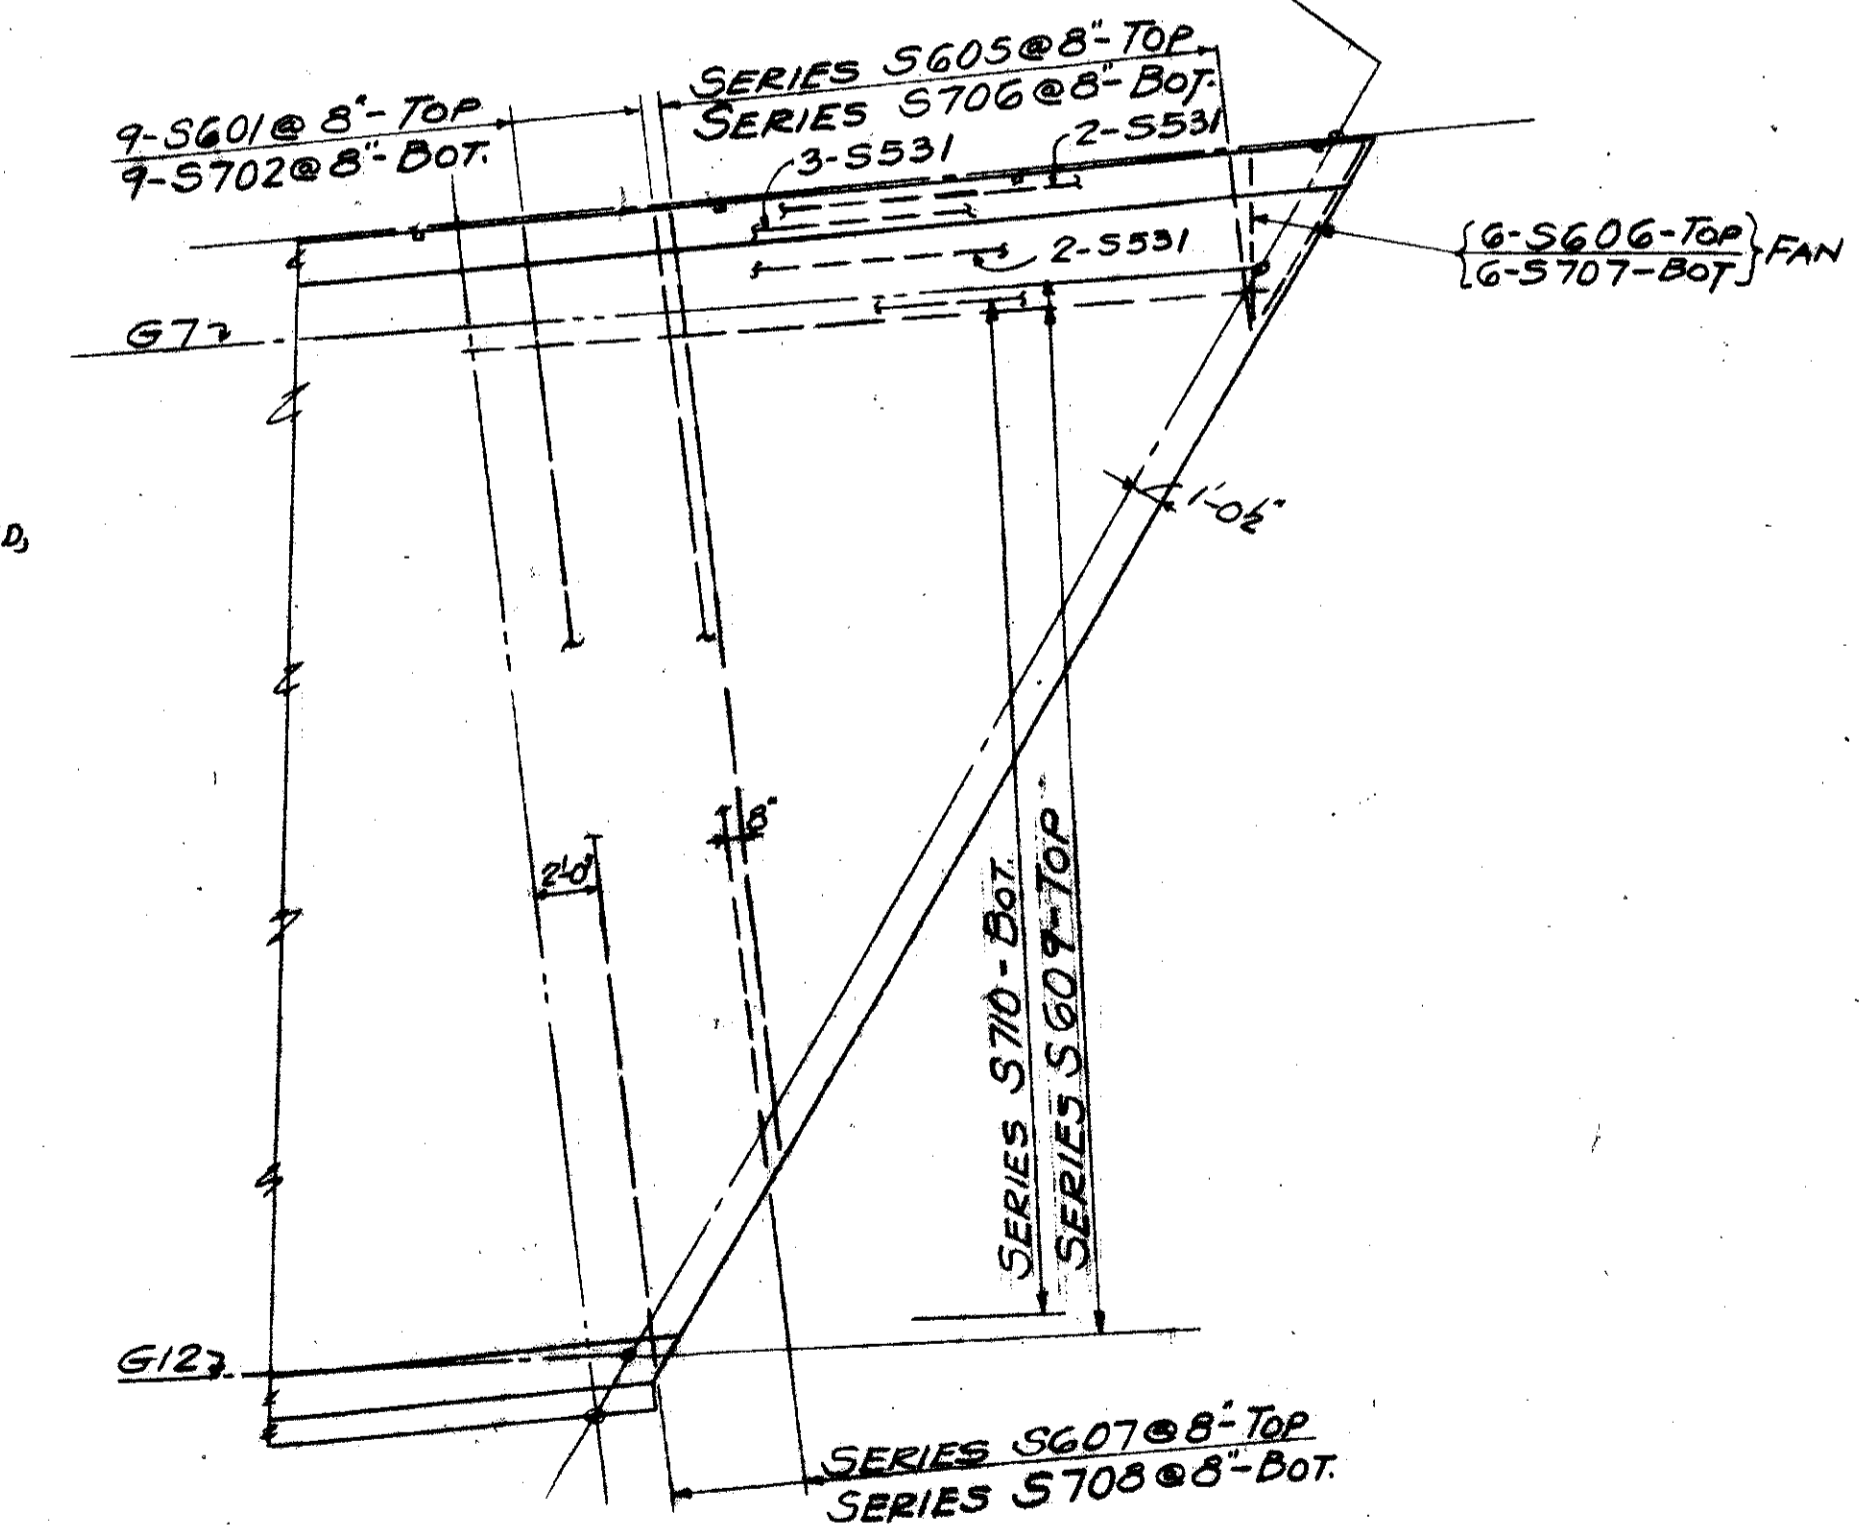 SERIES S605@8"-TOP
SERIES S706@8"-BOT.
9-S601@8"-TOP
9-S702@8"-BOT.
3-S531
2-S531
2-S531
6-S606-TOP
6-S707-BOT
FAN
G7
1'-0½"
D,
8"
2'-0"
SERIES S710-BOT.
SERIES S609-TOP
G12
SERIES S607@8"-TOP
SERIES S708@8"-BOT.